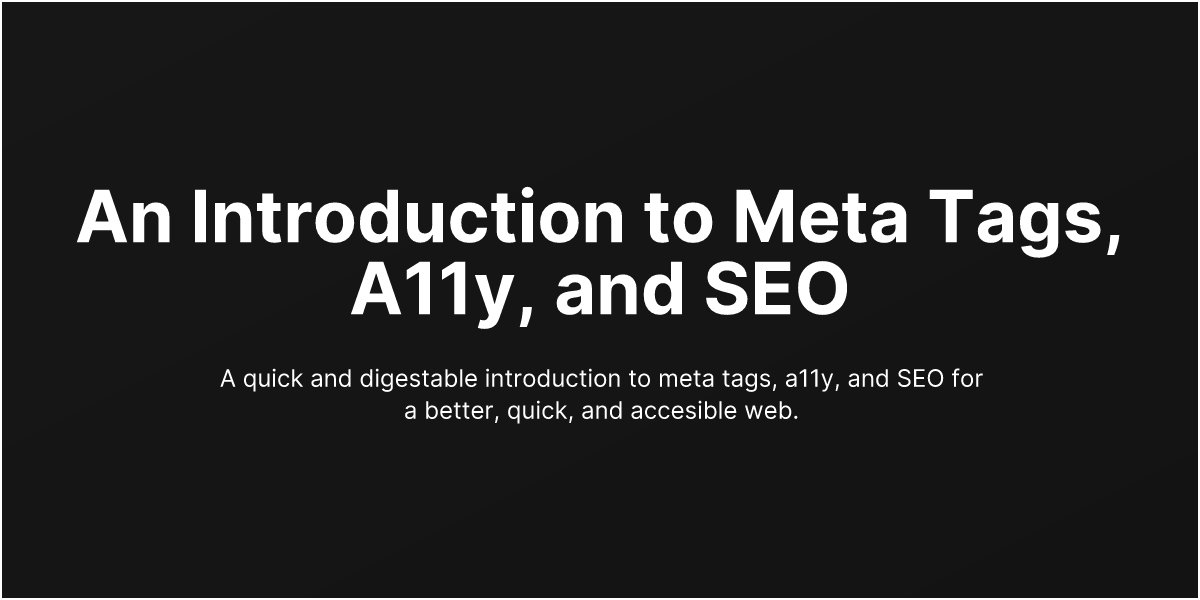 An Introduction to Meta Tags,
A11y, and SEO
A quick and digestable introduction to meta tags, a11y, and SEO for
a better, quick, and accesible web.